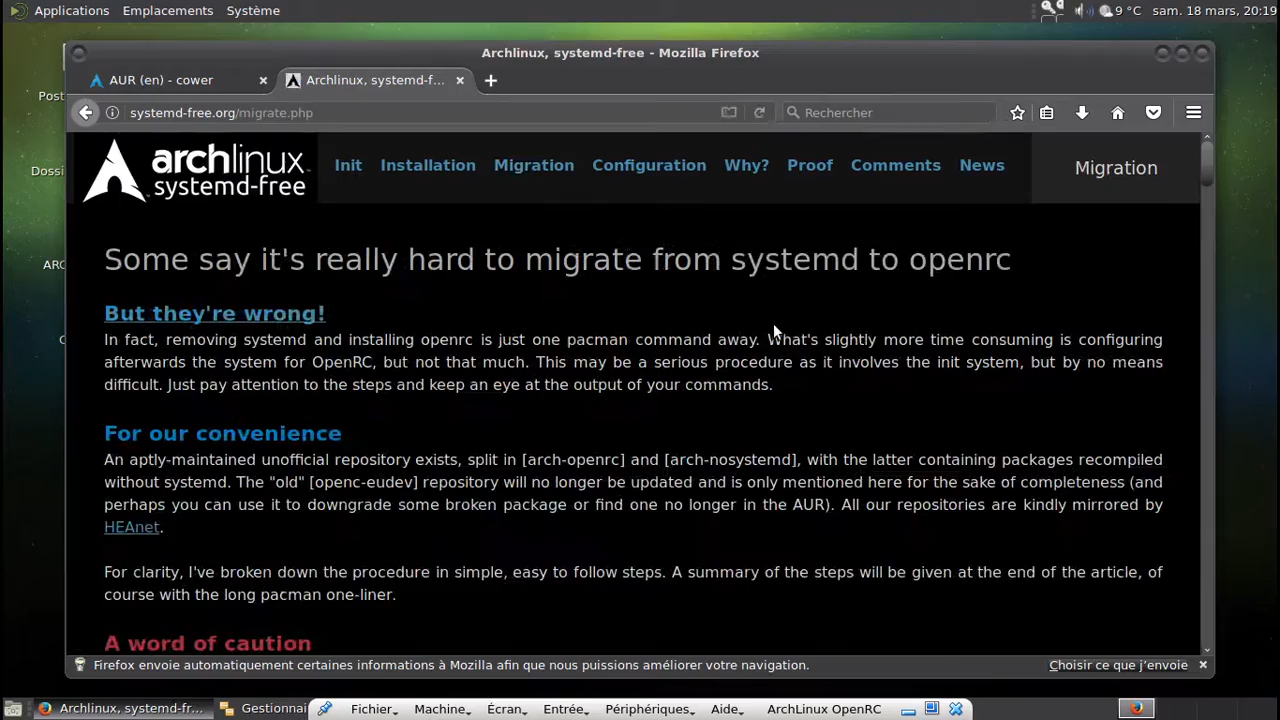 Applications Emplacements Système 9 °C sam. 18 mars, 20:19
Archlinux, systemd-free - Mozilla Firefox
AUR (en) - cower Archlinux, systemd-f...
systemd-free.org/migrate.php Rechercher
archlinux
systemd-free
Init Installation Migration Configuration Why? Proof Comments News Migration
Some say it's really hard to migrate from systemd to openrc
But they're wrong!
In fact, removing systemd and installing openrc is just one pacman command away. What's slightly more time consuming is configuring
afterwards the system for OpenRC, but not that much. This may be a serious procedure as it involves the init system, but by no means
difficult. Just pay attention to the steps and keep an eye at the output of your commands.
For our convenience
An aptly-maintained unofficial repository exists, split in [arch-openrc] and [arch-nosystemd], with the latter containing packages recompiled
without systemd. The "old" [openc-eudev] repository will no longer be updated and is only mentioned here for the sake of completeness (and
perhaps you can use it to downgrade some broken package or find one no longer in the AUR). All our repositories are kindly mirrored by
HEAnet.
For clarity, I've broken down the procedure in simple, easy to follow steps. A summary of the steps will be given at the end of the article, of
course with the long pacman one-liner.
A word of caution
Firefox envoie automatiquement certaines informations à Mozilla afin que nous puissions améliorer votre navigation. Choisir ce que j'envoie
Post
Dossi
ARC
Archlinux, systemd-fr... Gestionnai Fichier Machine Écran Entrée Périphériques Aide ArchLinux OpenRC